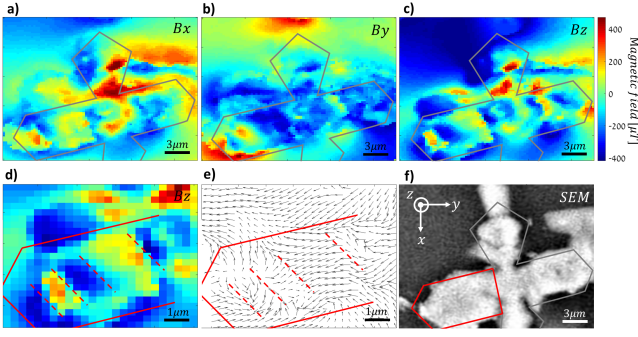 a)
Bx
3μm
b)
By
3μm
c)
Bz
3μm
400
200
0
-200
-400
Magnetic field [μT]
d)
Bz
1μm
e)
1μm
f)
SEM
z
y
x
3μm